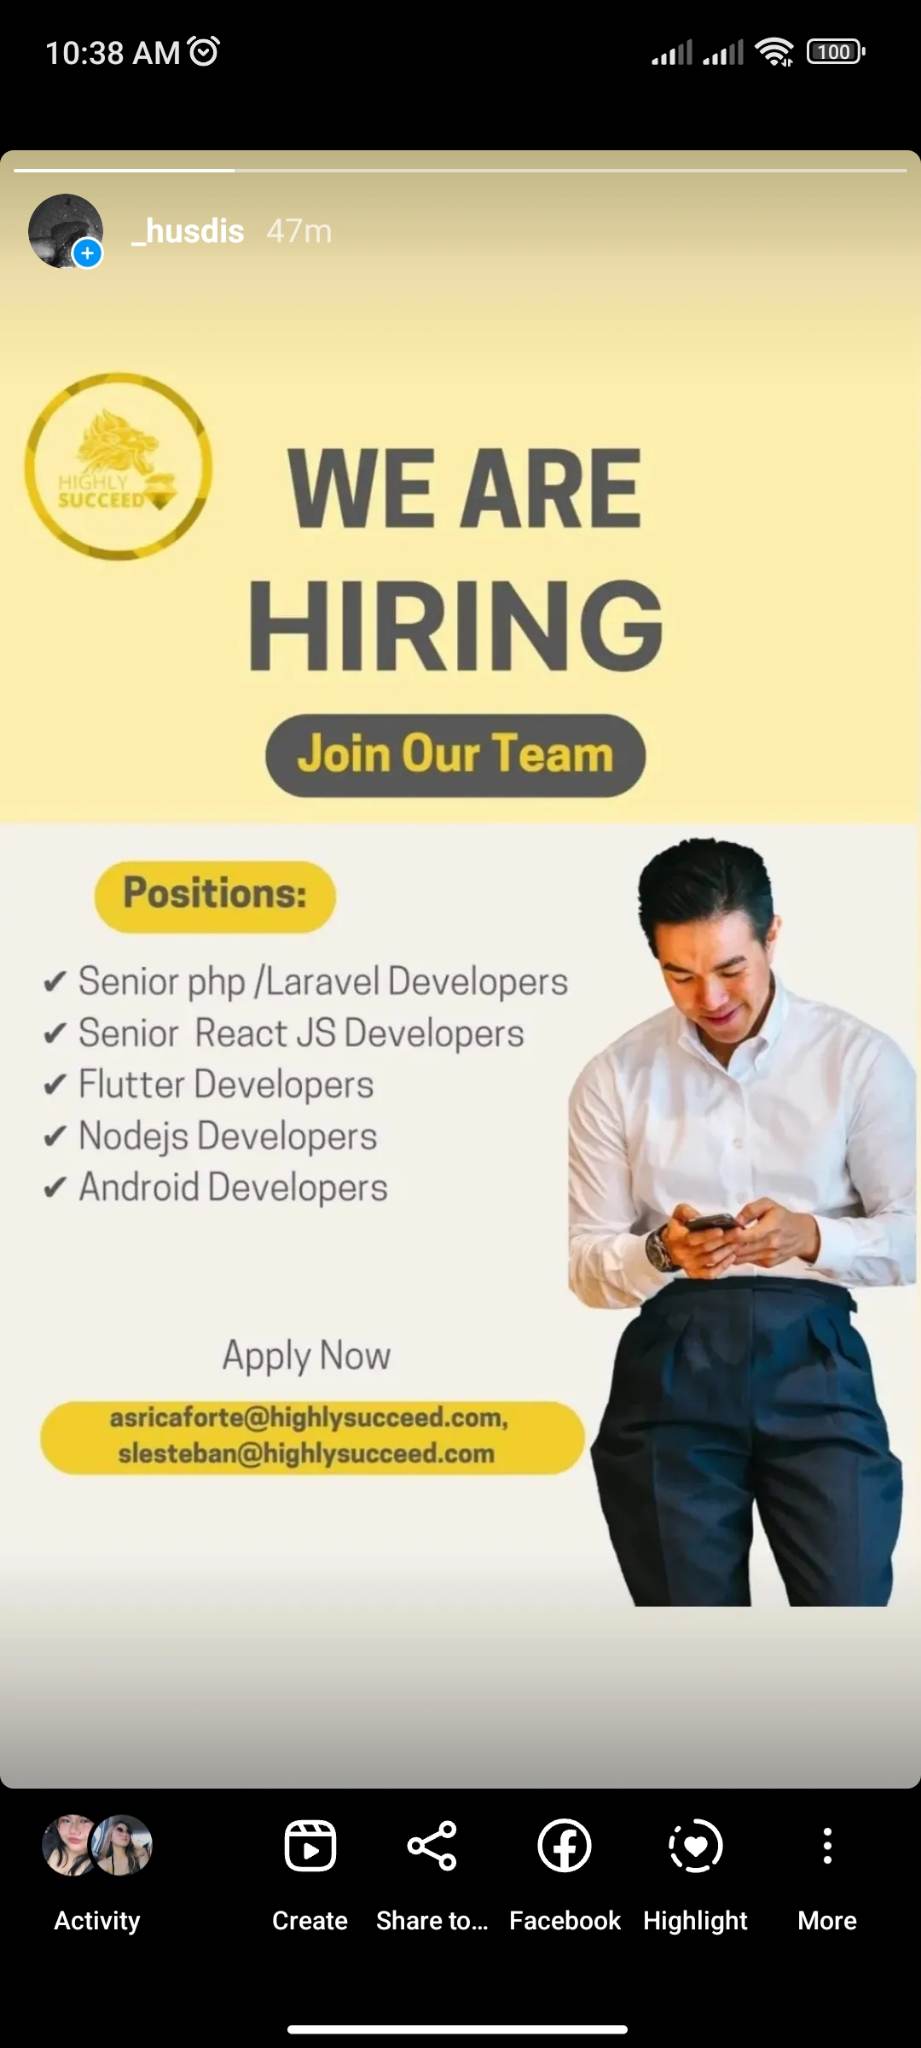 10:38 AM
100
_husdis 47m
HIGHLY
SUCCEED
WE ARE
HIRING
Join Our Team
Positions:
✔ Senior php /Laravel Developers
✔ Senior React JS Developers
✔ Flutter Developers
✔ Nodejs Developers
✔ Android Developers
Apply Now
asricaforte@highlysucceed.com,
slesteban@highlysucceed.com
Activity
Create
Share to...
Facebook
Highlight
More